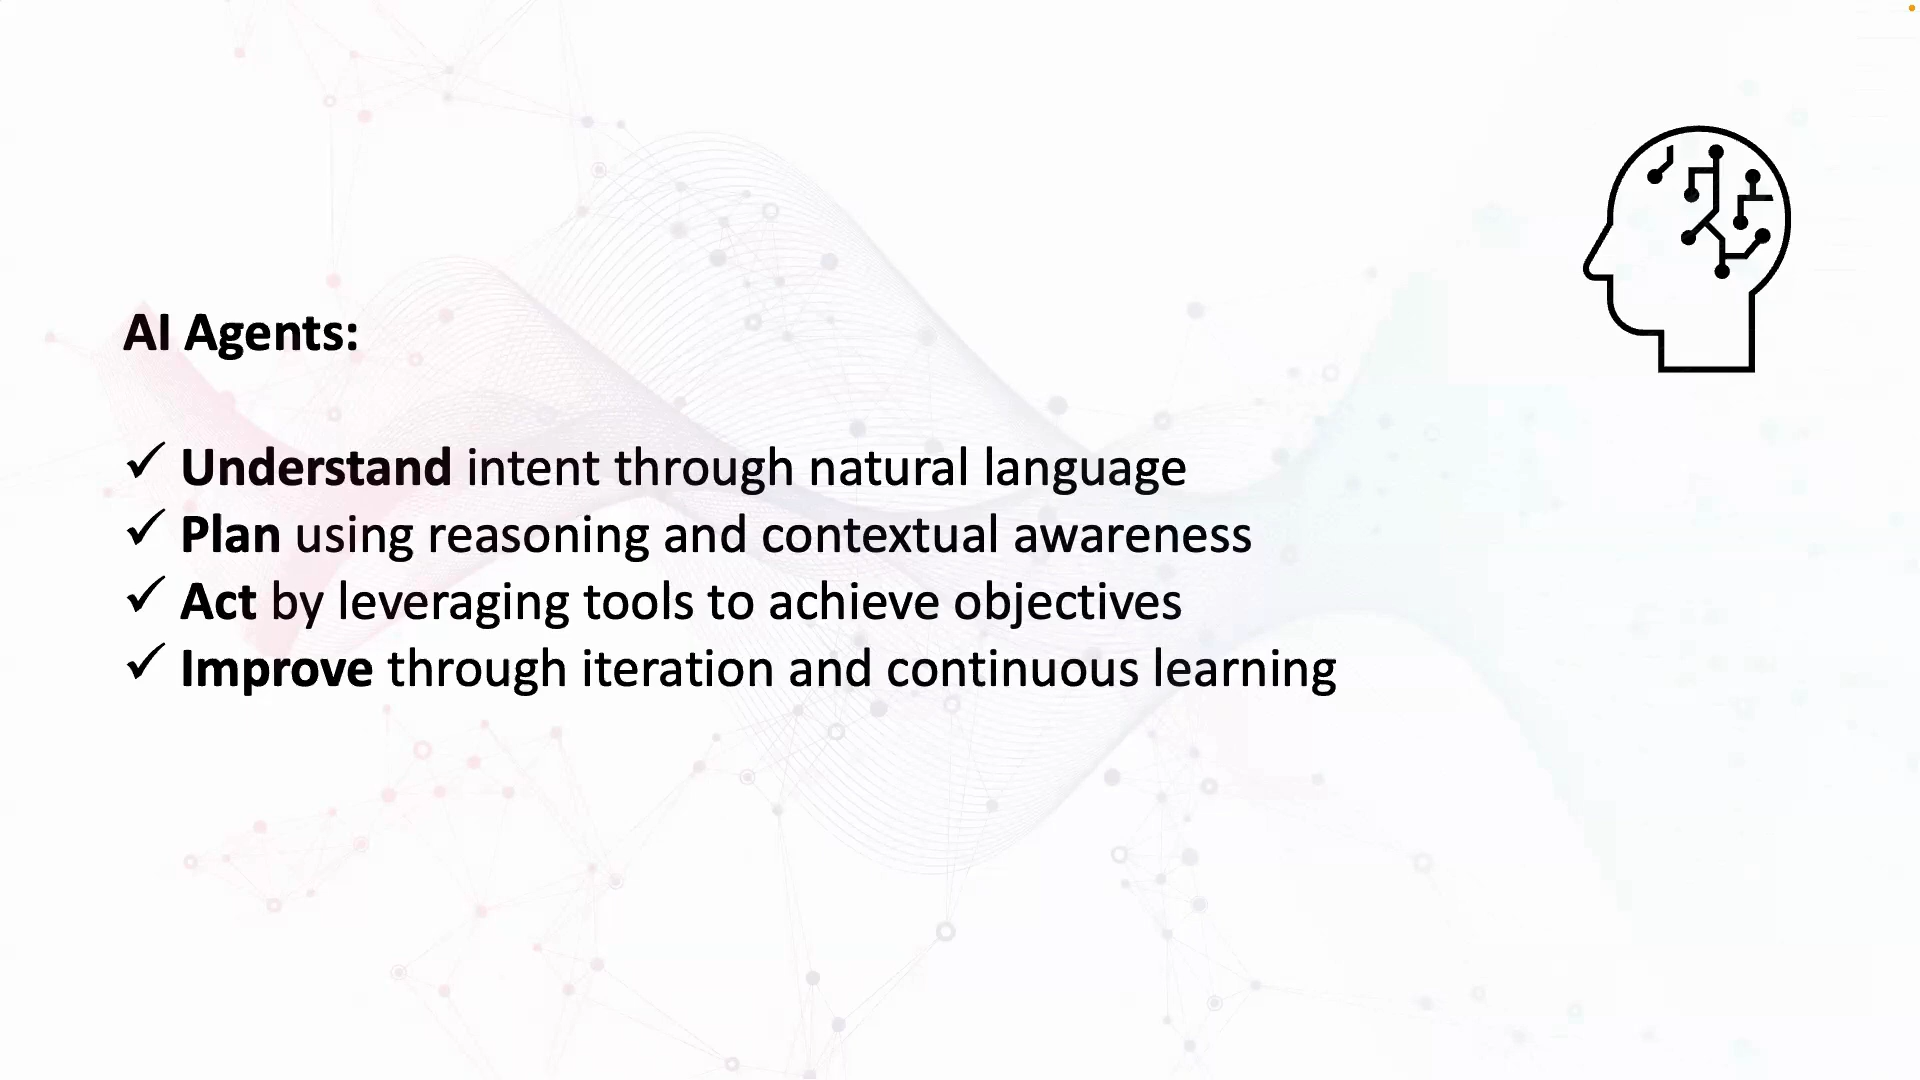 AI Agents:
✓ Understand intent through natural language
✓ Plan using reasoning and contextual awareness
✓ Act by leveraging tools to achieve objectives
✓ Improve through iteration and continuous learning